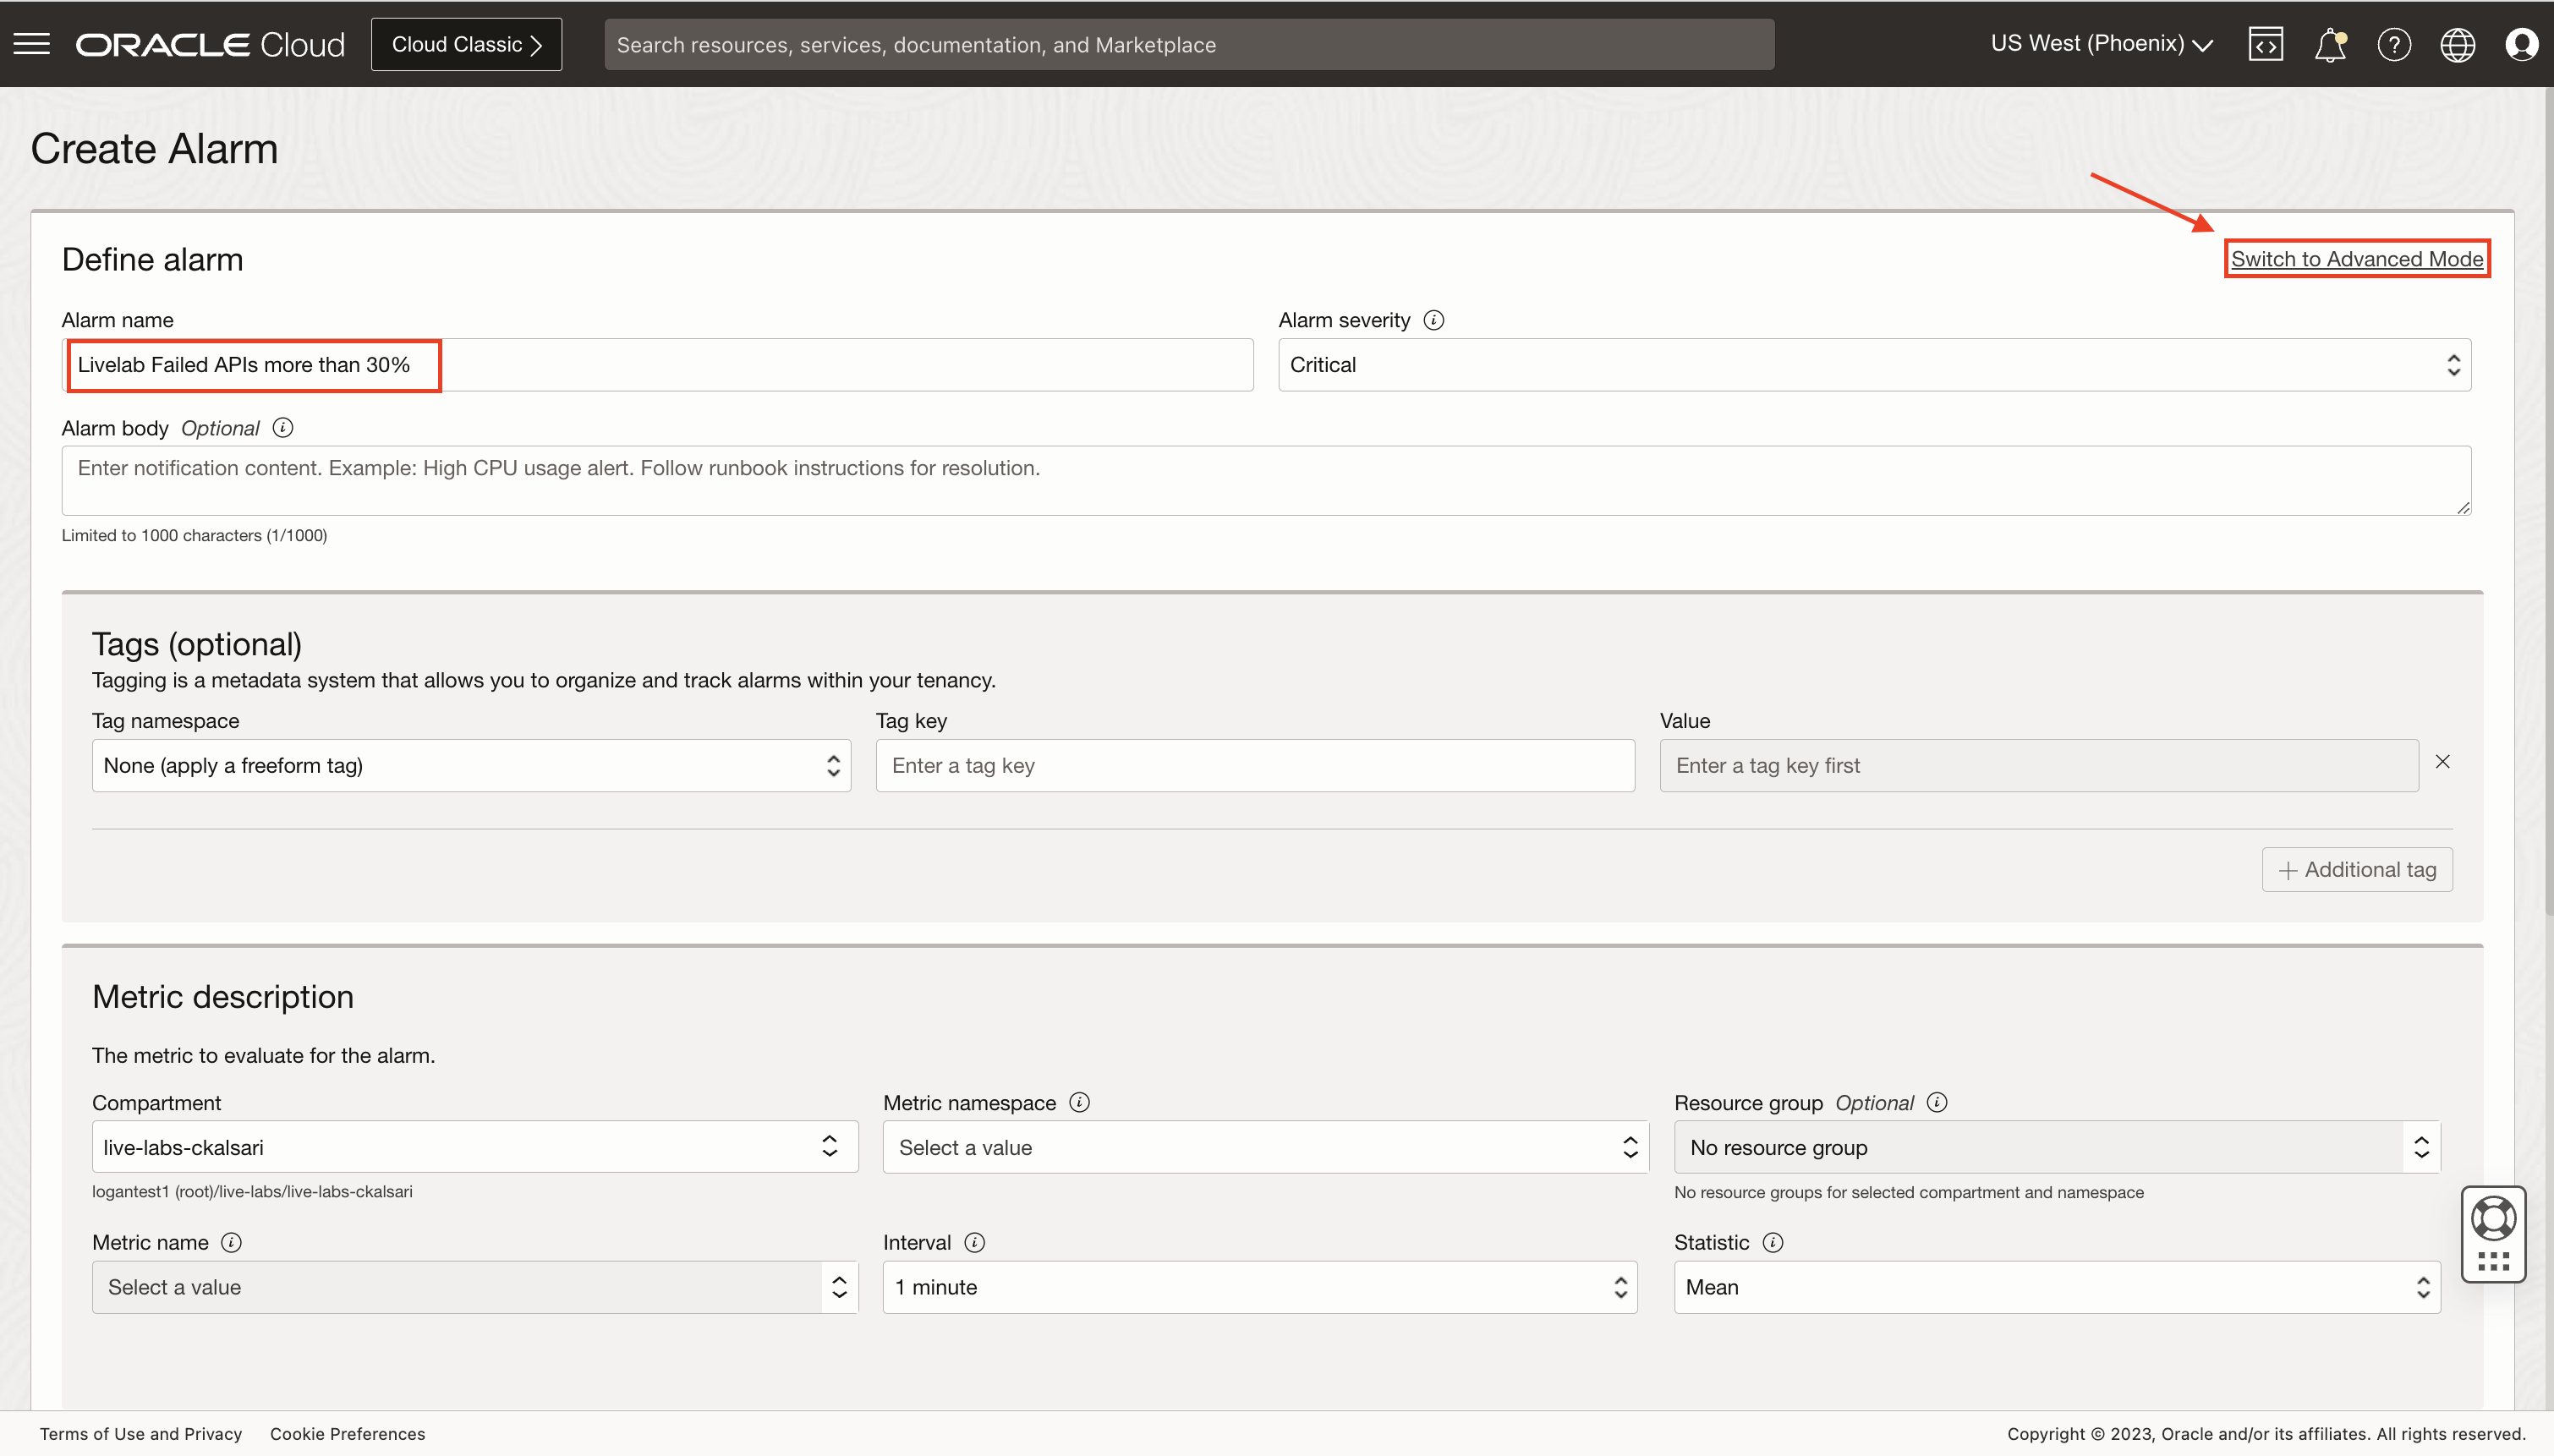 ORACLE Cloud
Cloud Classic
Search resources, services, documentation, and Marketplace
US West (Phoenix)
Create Alarm
Define alarm
Switch to Advanced Mode
Alarm name
Alarm severity
Livelab Failed APIs more than 30%
Critical
Alarm body Optional
Enter notification content. Example: High CPU usage alert. Follow runbook instructions for resolution.
Limited to 1000 characters (1/1000)
Tags (optional)
Tagging is a metadata system that allows you to organize and track alarms within your tenancy.
Tag namespace
Tag key
Value
None (apply a freeform tag)
Enter a tag key
Enter a tag key first
Additional tag
Metric description
The metric to evaluate for the alarm.
Compartment
Metric namespace
Resource group Optional
live-labs-ckalsari
Select a value
No resource group
logantest1 (root)/live-labs/live-labs-ckalsari
No resource groups for selected compartment and namespace
Metric name
Interval
Statistic
Select a value
1 minute
Mean
Terms of Use and Privacy
Cookie Preferences
Copyright © 2023, Oracle and/or its affiliates. All rights reserved.